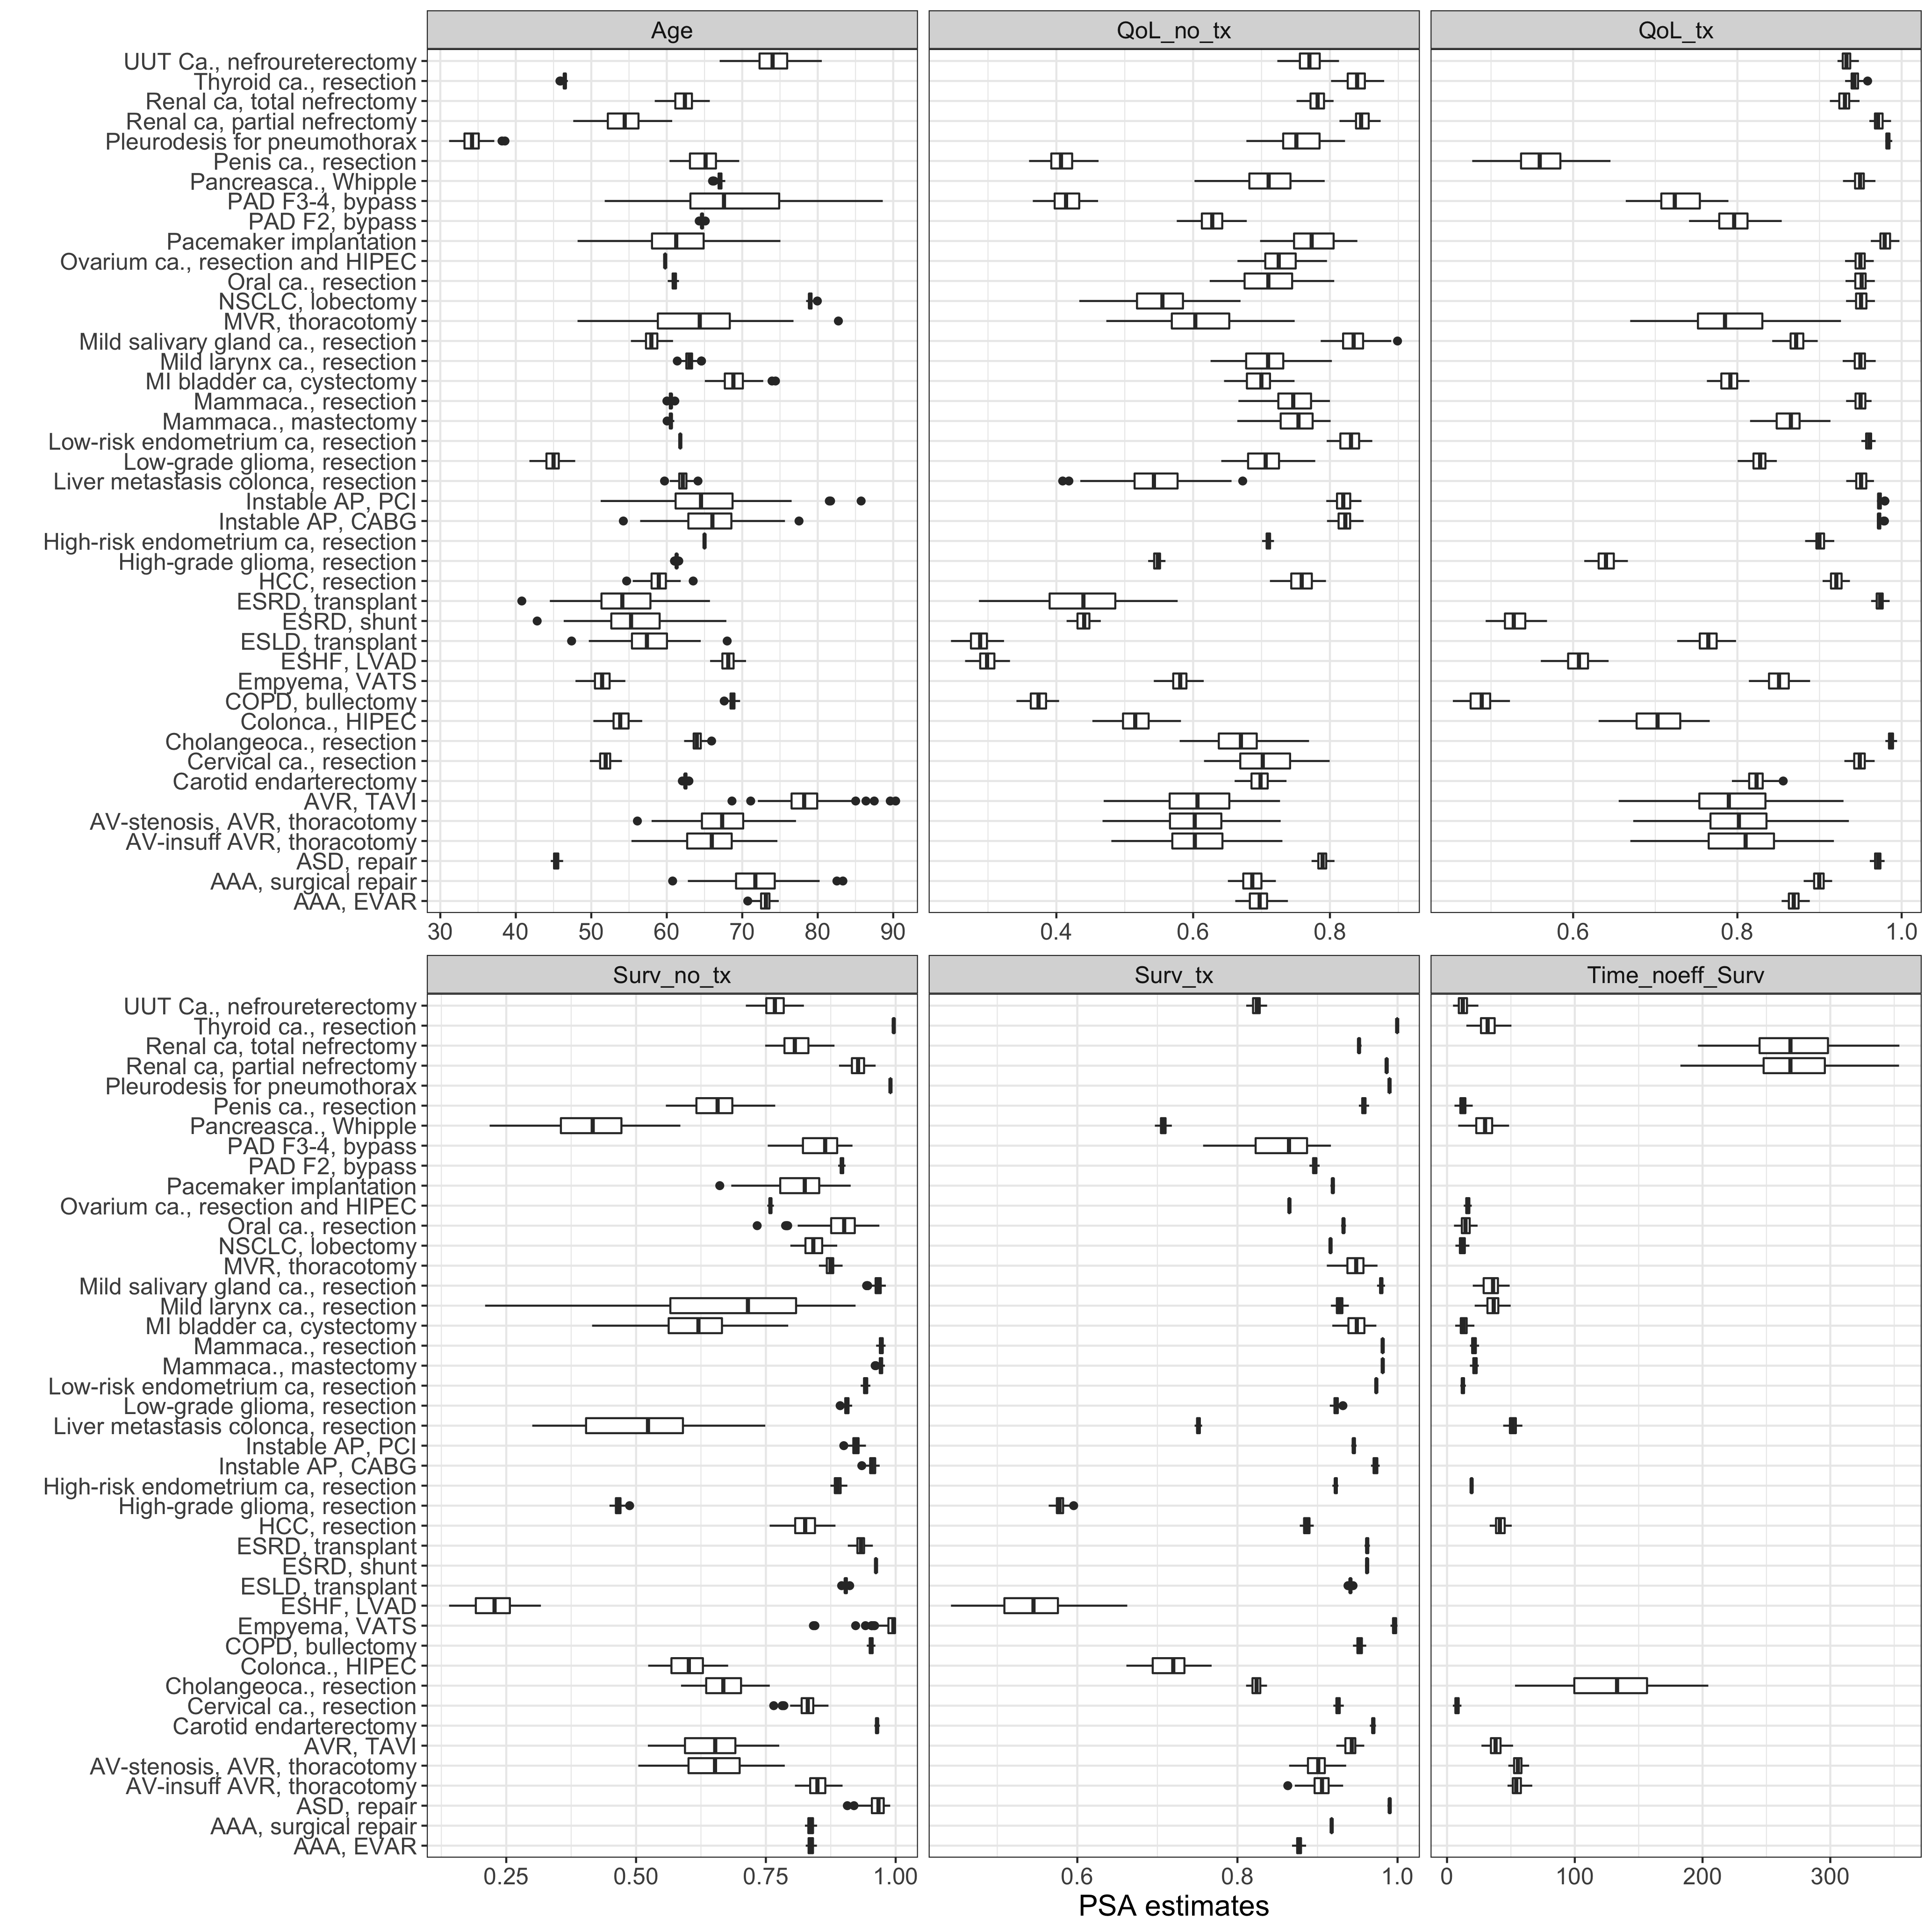 Age QoL_no_tx QoL_tx
UUT Ca., nefroureterectomy
Thyroid ca., resection
Renal ca, total nefrectomy
Renal ca, partial nefrectomy
Pleurodesis for pneumothorax
Penis ca., resection
Pancreasca., Whipple
PAD F3-4, bypass
PAD F2, bypass
Pacemaker implantation
Ovarium ca., resection and HIPEC
Oral ca., resection
NSCLC, lobectomy
MVR, thoracotomy
Mild salivary gland ca., resection
Mild larynx ca., resection
MI bladder ca, cystectomy
Mammaca., resection
Mammaca., mastectomy
Low-risk endometrium ca, resection
Low-grade glioma, resection
Liver metastasis colonca, resection
Instable AP, PCI
Instable AP, CABG
High-risk endometrium ca, resection
High-grade glioma, resection
HCC, resection
ESRD, transplant
ESRD, shunt
ESLD, transplant
ESHF, LVAD
Empyema, VATS
COPD, bullectomy
Colonca., HIPEC
Cholangeoca., resection
Cervical ca., resection
Carotid endarterectomy
AVR, TAVI
AV-stenosis, AVR, thoracotomy
AV-insuff AVR, thoracotomy
ASD, repair
AAA, surgical repair
AAA, EVAR
30 40 50 60 70 80 90 0.4 0.6 0.8 0.6 0.8 1.0
Surv_no_tx Surv_tx Time_noeff_Surv
UUT Ca., nefroureterectomy
Thyroid ca., resection
Renal ca, total nefrectomy
Renal ca, partial nefrectomy
Pleurodesis for pneumothorax
Penis ca., resection
Pancreasca., Whipple
PAD F3-4, bypass
PAD F2, bypass
Pacemaker implantation
Ovarium ca., resection and HIPEC
Oral ca., resection
NSCLC, lobectomy
MVR, thoracotomy
Mild salivary gland ca., resection
Mild larynx ca., resection
MI bladder ca, cystectomy
Mammaca., resection
Mammaca., mastectomy
Low-risk endometrium ca, resection
Low-grade glioma, resection
Liver metastasis colonca, resection
Instable AP, PCI
Instable AP, CABG
High-risk endometrium ca, resection
High-grade glioma, resection
HCC, resection
ESRD, transplant
ESRD, shunt
ESLD, transplant
ESHF, LVAD
Empyema, VATS
COPD, bullectomy
Colonca., HIPEC
Cholangeoca., resection
Cervical ca., resection
Carotid endarterectomy
AVR, TAVI
AV-stenosis, AVR, thoracotomy
AV-insuff AVR, thoracotomy
ASD, repair
AAA, surgical repair
AAA, EVAR
0.25 0.50 0.75 1.00 0.6 0.8 1.0 0 100 200 300
PSA estimates